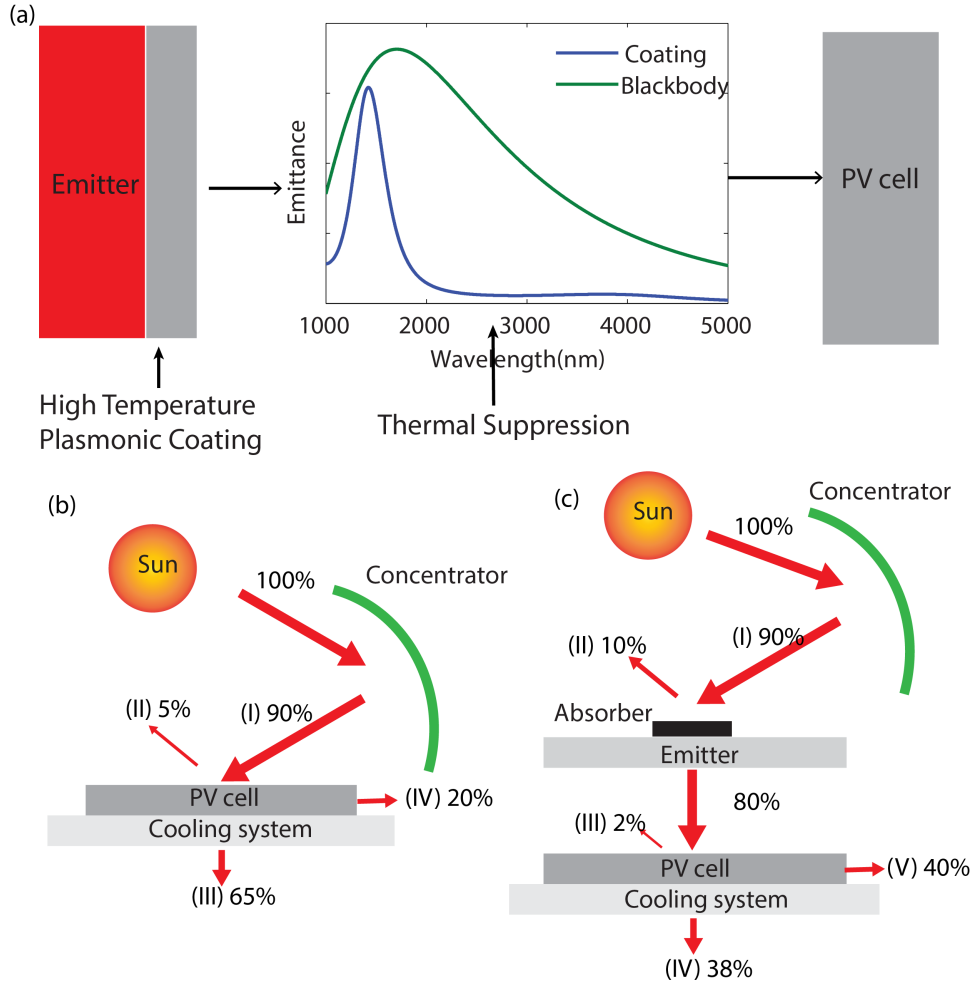 (a)
Emitter
High Temperature
Plasmonic Coating
Emittance
Coating
Blackbody
1000 2000 3000 4000 5000
Wavelength(nm)
Thermal Suppression
PV cell
(b)
Sun
100%
Concentrator
(II) 5%
(I) 90%
PV cell
(IV) 20%
Cooling system
(III) 65%
(c)
Sun
100%
Concentrator
(II) 10%
(I) 90%
Absorber
Emitter
80%
(III) 2%
PV cell
(V) 40%
Cooling system
(IV) 38%